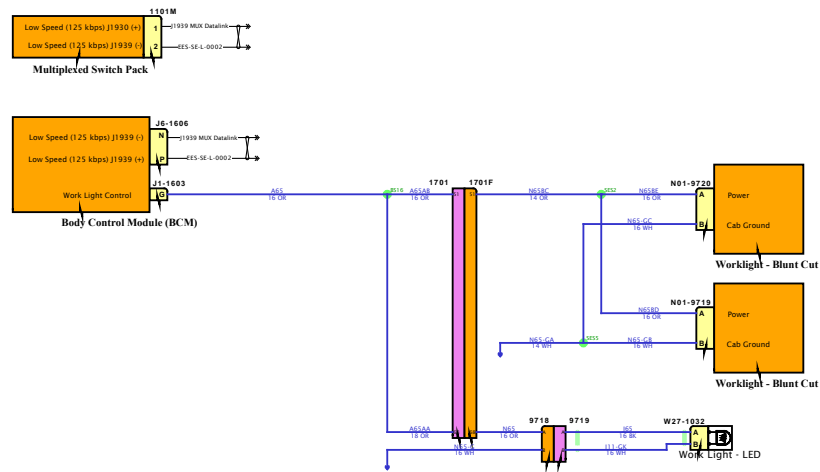 1101M
Low Speed (125 kbps) J1930 (+)
1
J1939 MUX Datalink
Low Speed (125 kbps) J1939 (-)
2
EES-SE-L-0002
Multiplexed Switch Pack
J6-1606
Low Speed (125 kbps) J1939 (-)
N
J1939 MUX Datalink
Low Speed (125 kbps) J1939 (+)
P
EES-SE-L-0002
J1-1603
Work Light Control
G
Body Control Module (BCM)
A65
16 OR
A65AB
16 OR
1701
1701F
N65BC
14 OR
SES2
N65BE
16 OR
N01-9720
A
Power
N65-GC
16 WH
B
Cab Ground
Worklight - Blunt Cut
N65BD
16 OR
N01-9719
A
Power
N65-GA
14 WH
SES5
N65-GB
16 WH
B
Cab Ground
Worklight - Blunt Cut
A65AA
18 OR
N65
16 OR
9718
9719
J65
16 BK
W27-1032
A
16 WH
J11-GK
16 WH
B
Work Light - LED